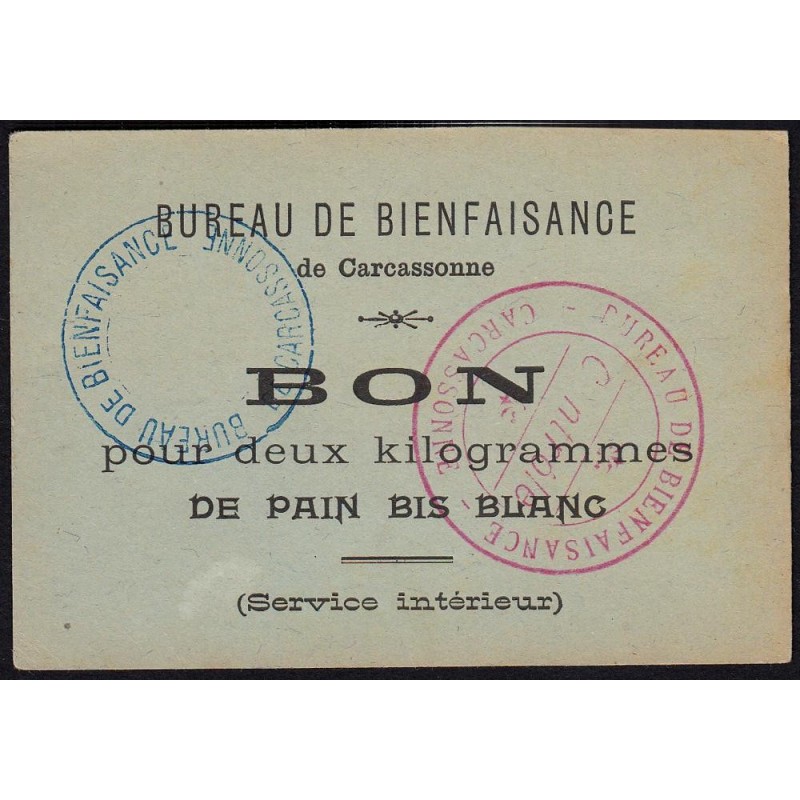 BUREAU DE BIENFAISANCE
de Carcassonne
BON
pour deux kilogrammes
DE PAIN BIS BLANC
(Service intérieur)
BUREAU DE BIENFAISANCE
CARCASSONNE
BUREAU DE BIENFAISANCE - CARCASSONNE -